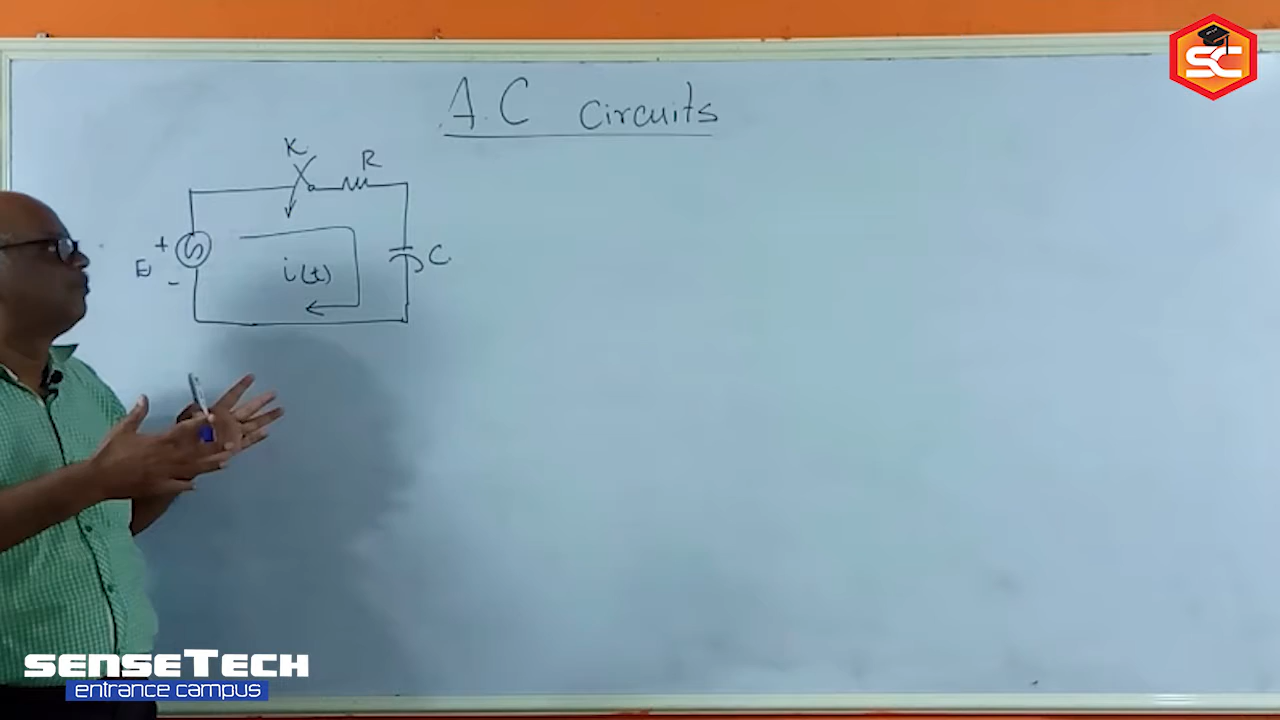 SC
A.C Circuits
K
R
+
E
-
i(t)
C
senseTech
entrance campus